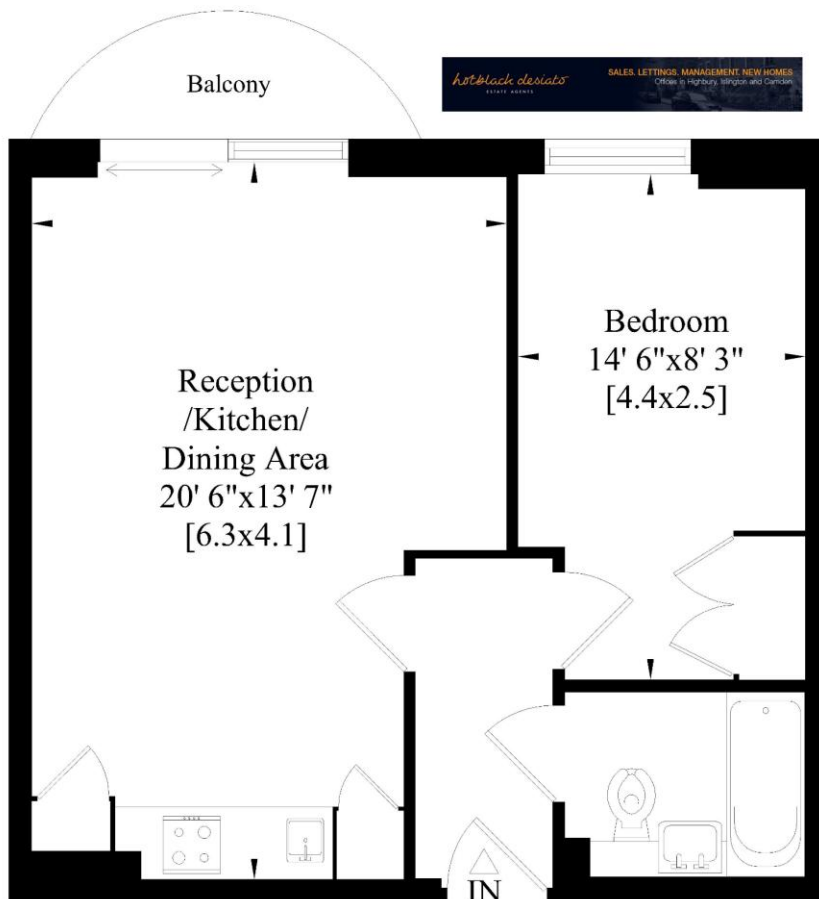 Balcony
hotblack desiato
ESTATE AGENTS
SALES. LETTINGS. MANAGEMENT. NEW HOMES
Offices in Highbury, Islington and Camden
Reception
/Kitchen/
Dining Area
20' 6"x13' 7"
[6.3x4.1]
Bedroom
14' 6"x8' 3"
[4.4x2.5]
IN